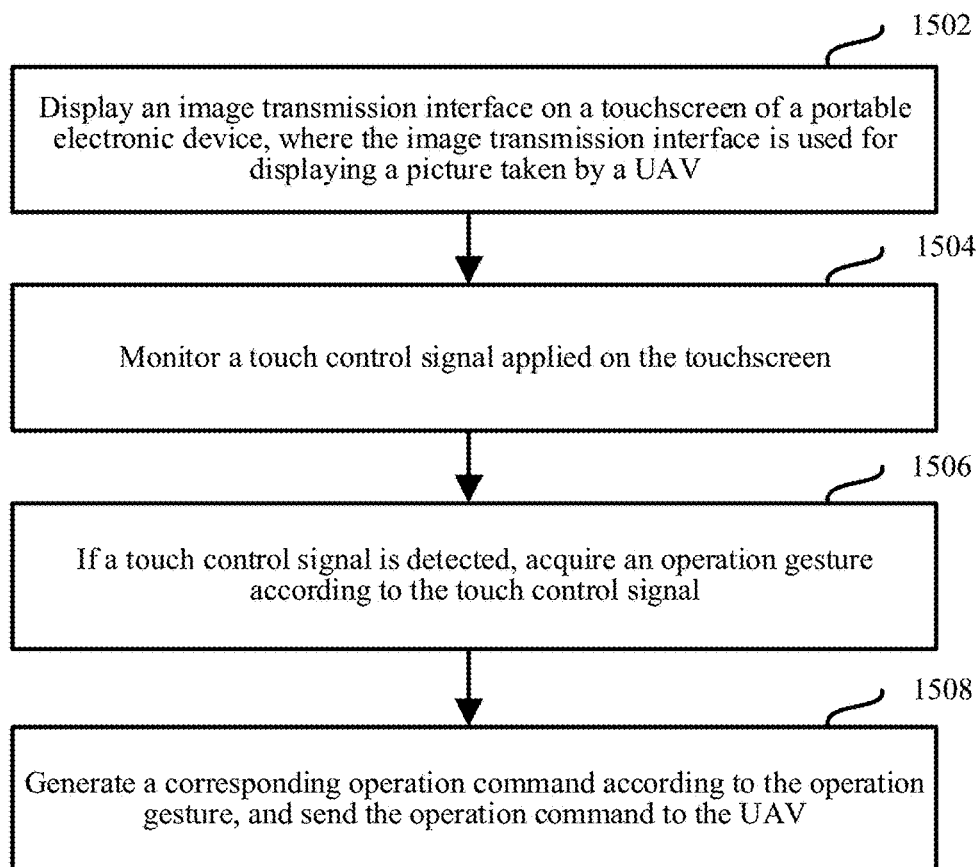 1502
Display an image transmission interface on a touchscreen of a portable
electronic device, where the image transmission interface is used for
displaying a picture taken by a UAV
1504
Monitor a touch control signal applied on the touchscreen
1506
If a touch control signal is detected, acquire an operation gesture
according to the touch control signal
1508
Generate a corresponding operation command according to the operation
gesture, and send the operation command to the UAV